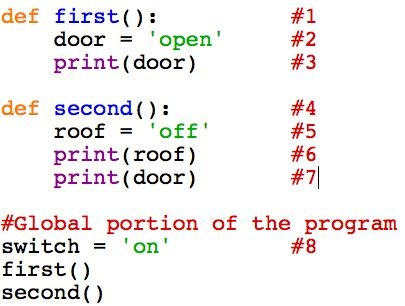 def first():          #1
    door = 'open'     #2
    print(door)       #3
def second():         #4
    roof = 'off'      #5
    print(roof)       #6
    print(door)       #7
#Global portion of the program
switch = 'on'         #8
first()
second()